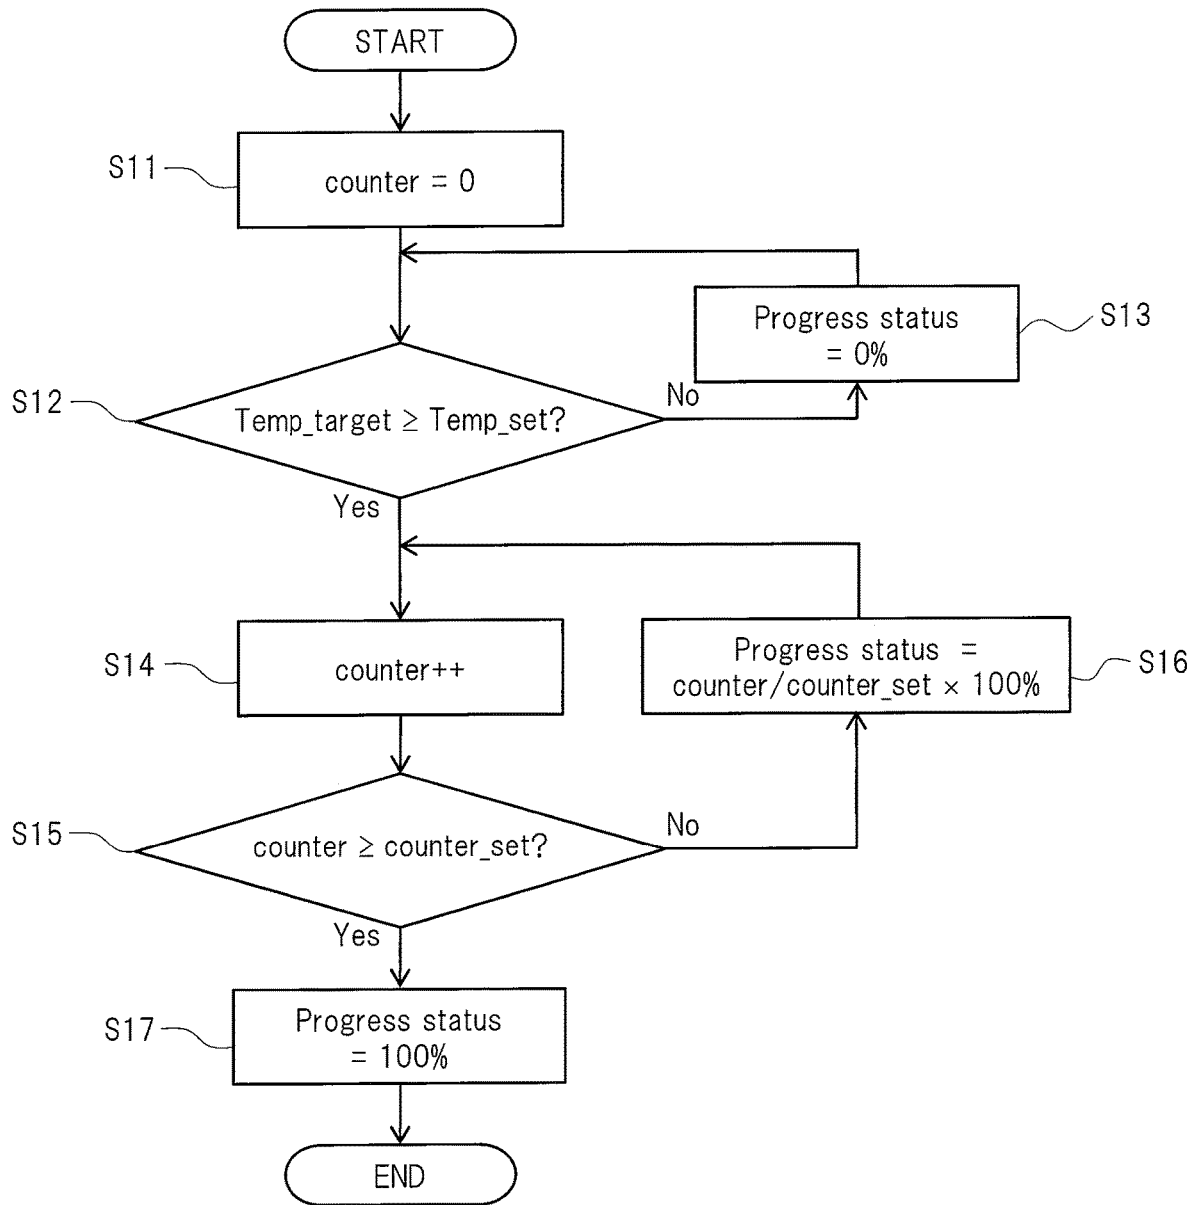 START
S11
counter = 0
Progress status
= 0%
S13
S12
Temp_target ≥ Temp_set?
No
Yes
S14
counter++
Progress status =
counter/counter_set × 100%
S16
S15
counter ≥ counter_set?
No
Yes
S17
Progress status
= 100%
END